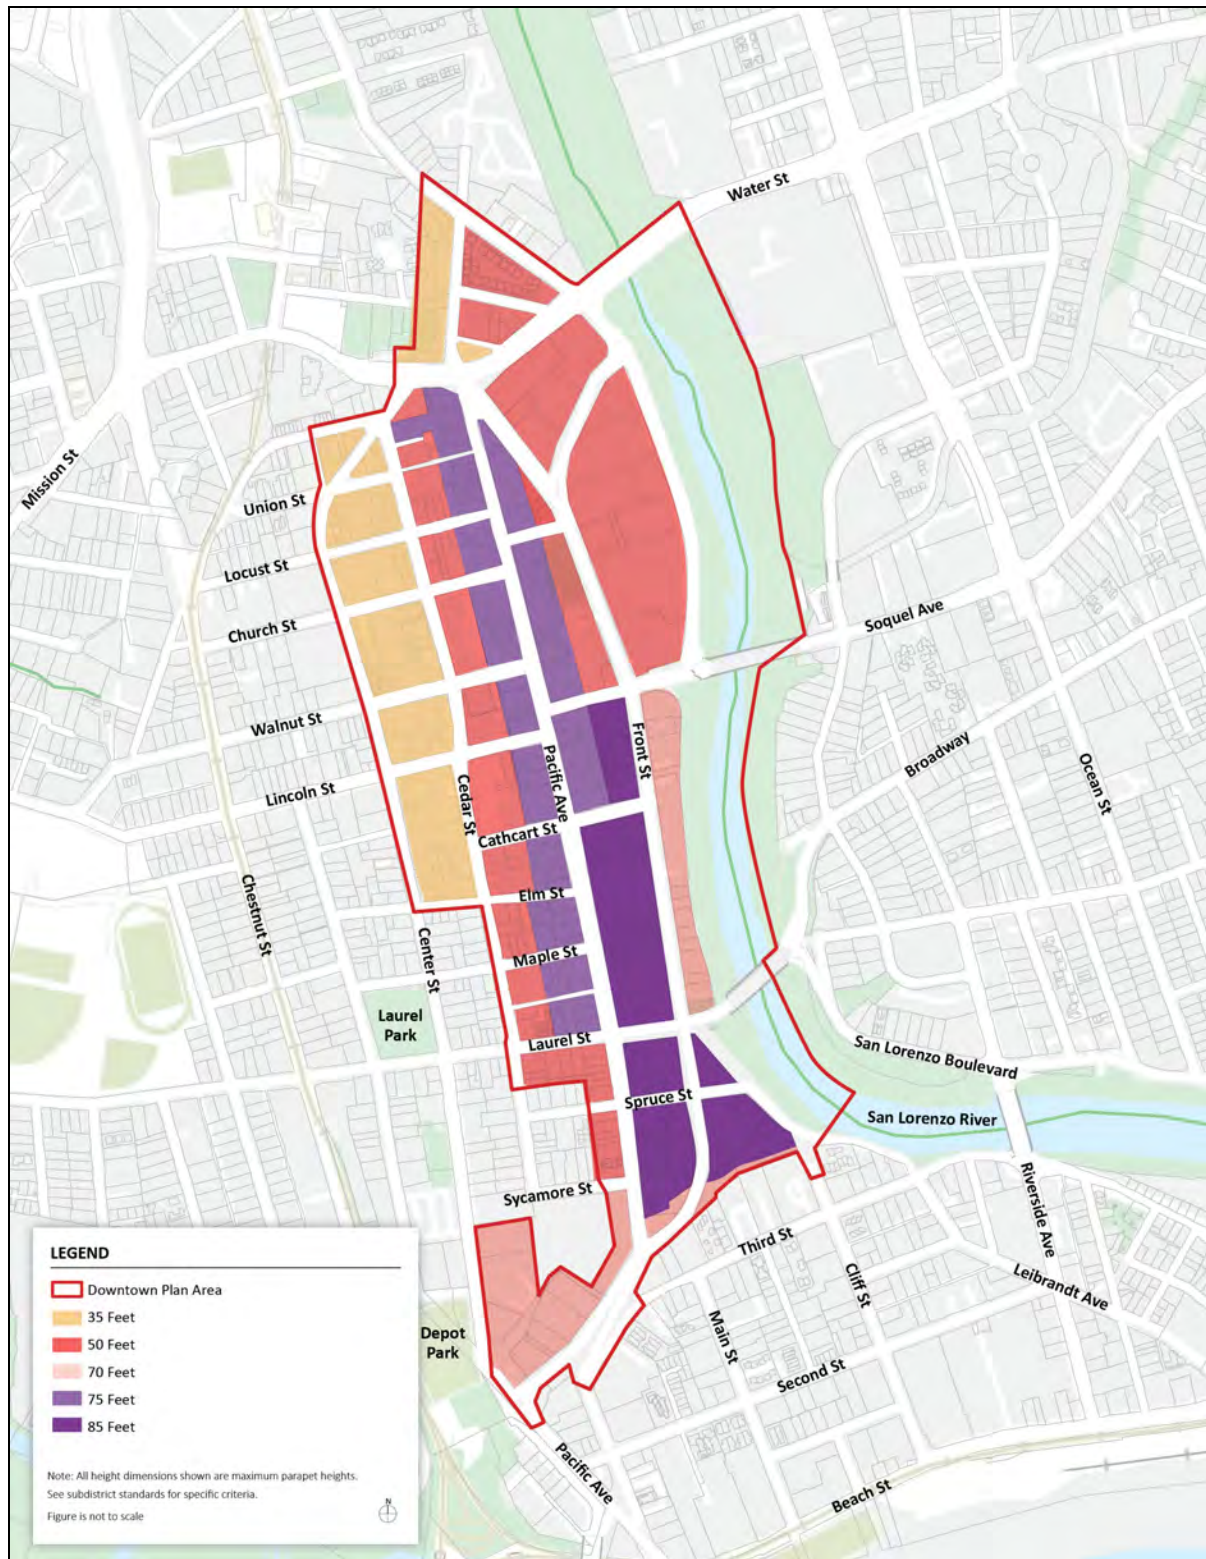 Water St
Mission St
Union St
Locust St
Soquel Ave
Church St
Walnut St
Front St
Broadway
Pacific Ave
Ocean St
Lincoln St
Cedar St
Cathcart St
Chestnut St
Elm St
Center St
Maple St
Laurel
Park
Laurel St
San Lorenzo Boulevard
Spruce St
San Lorenzo River
Sycamore St
Riverside Ave
Third St
Cliff St
Leibrandt Ave
Depot
Park
Main St
Second St
Pacific Ave
Beach St
LEGEND
Downtown Plan Area
35 Feet
50 Feet
70 Feet
75 Feet
85 Feet
Note: All height dimensions shown are maximum parapet heights.
See subdistrict standards for specific criteria.
Figure is not to scale
N